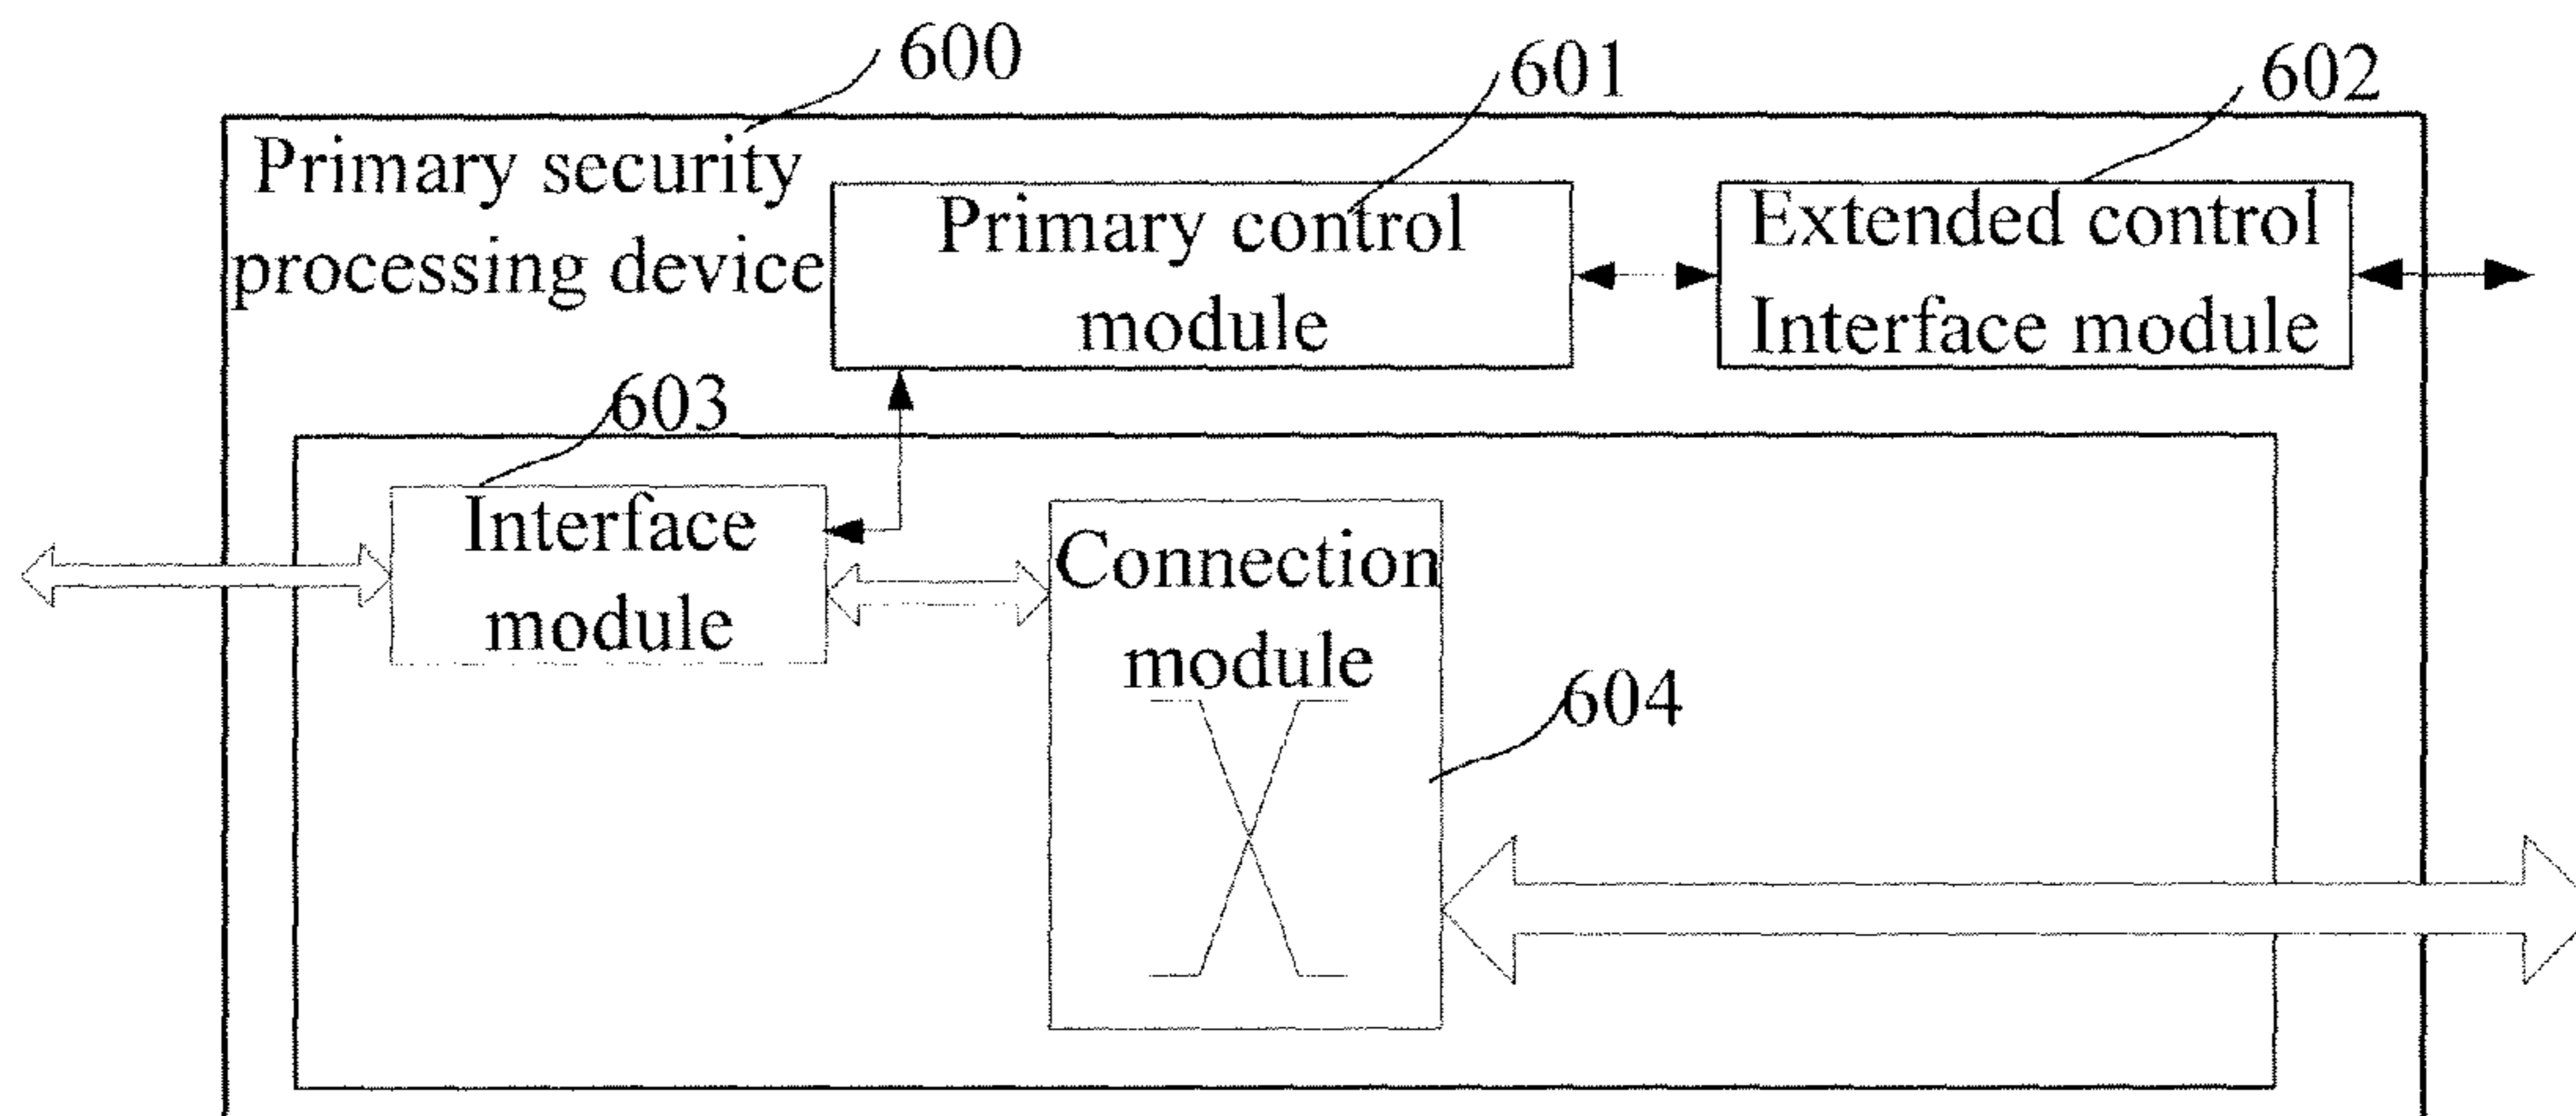 600
601
602
Primary security
processing device
Primary control
module
Extended control
Interface module
603
Interface
module
Connection
module
604